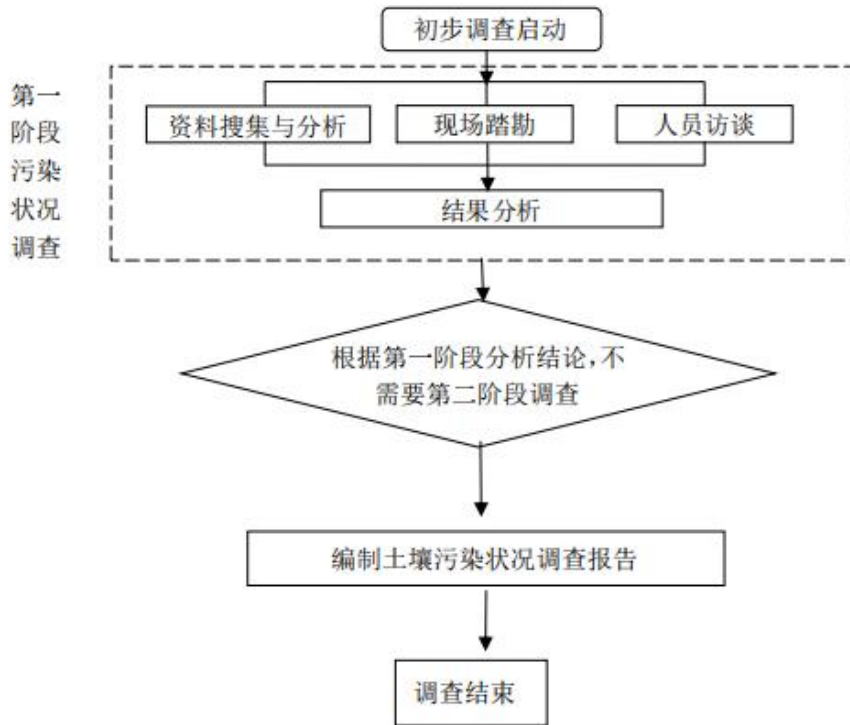 初步调查启动
第一
阶段
污染
状况
调查
资料搜集与分析
现场踏勘
人员访谈
结果分析
根据第一阶段分析结论,不
需要第二阶段调查
编制土壤污染状况调查报告
调查结束